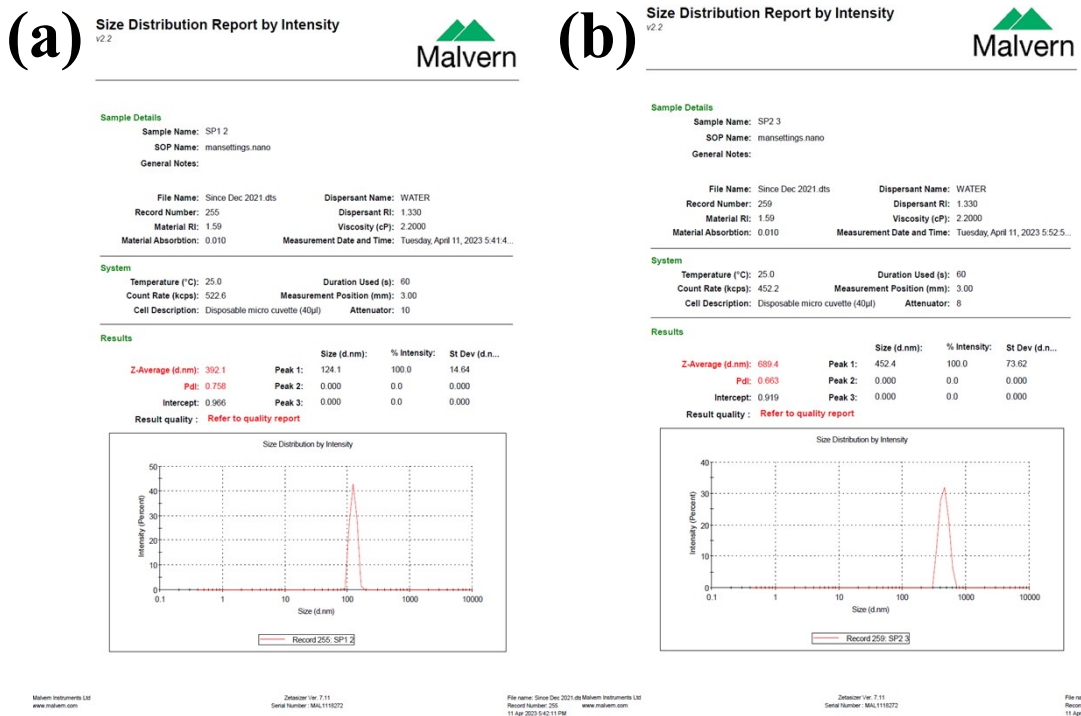 (a)
Size Distribution Report by Intensity
v2.2
Malvern
Sample Details
Sample Name: SP1 2
SOP Name: mansettings.nano
General Notes:
File Name: Since Dec 2021.dts Dispersant Name: WATER
Record Number: 255 Dispersant RI: 1.330
Material RI: 1.59 Viscosity (cP): 2.2000
Material Absorbtion: 0.010 Measurement Date and Time: Tuesday, April 11, 2023 5:41:4...
System
Temperature (°C): 25.0 Duration Used (s): 60
Count Rate (kcps): 522.6 Measurement Position (mm): 3.00
Cell Description: Disposable micro cuvette (40µl) Attenuator: 10
Results
Size (d.nm): % Intensity: St Dev (d.n...
Z-Average (d.nm): 392.1 Peak 1: 124.1 100.0 14.64
PdI: 0.758 Peak 2: 0.000 0.0 0.000
Intercept: 0.966 Peak 3: 0.000 0.0 0.000
Result quality : Refer to quality report
Size Distribution by Intensity
Intensity (Percent)
50
40
30
20
10
0
0.1 1 10 100 1000 10000
Size (d.nm)
Record 255: SP1 2
Malvern Instruments Ltd
www.malvern.com
Zetasizer Ver. 7.11
Serial Number : MAL1118272
File name: Since Dec 2021.dts
Record Number: 255
11 Apr 2023 5:42:11 PM
(b)
Size Distribution Report by Intensity
v2.2
Malvern
Sample Details
Sample Name: SP2 3
SOP Name: mansettings.nano
General Notes:
File Name: Since Dec 2021.dts Dispersant Name: WATER
Record Number: 259 Dispersant RI: 1.330
Material RI: 1.59 Viscosity (cP): 2.2000
Material Absorbtion: 0.010 Measurement Date and Time: Tuesday, April 11, 2023 5:52:5...
System
Temperature (°C): 25.0 Duration Used (s): 60
Count Rate (kcps): 452.2 Measurement Position (mm): 3.00
Cell Description: Disposable micro cuvette (40µl) Attenuator: 8
Results
Size (d.nm): % Intensity: St Dev (d.n...
Z-Average (d.nm): 689.4 Peak 1: 452.4 100.0 73.62
PdI: 0.663 Peak 2: 0.000 0.0 0.000
Intercept: 0.919 Peak 3: 0.000 0.0 0.000
Result quality : Refer to quality report
Size Distribution by Intensity
Intensity (Percent)
40
30
20
10
0
0.1 1 10 100 1000 10000
Size (d.nm)
Record 259: SP2 3
Malvern Instruments Ltd
www.malvern.com
Zetasizer Ver. 7.11
Serial Number : MAL1118272